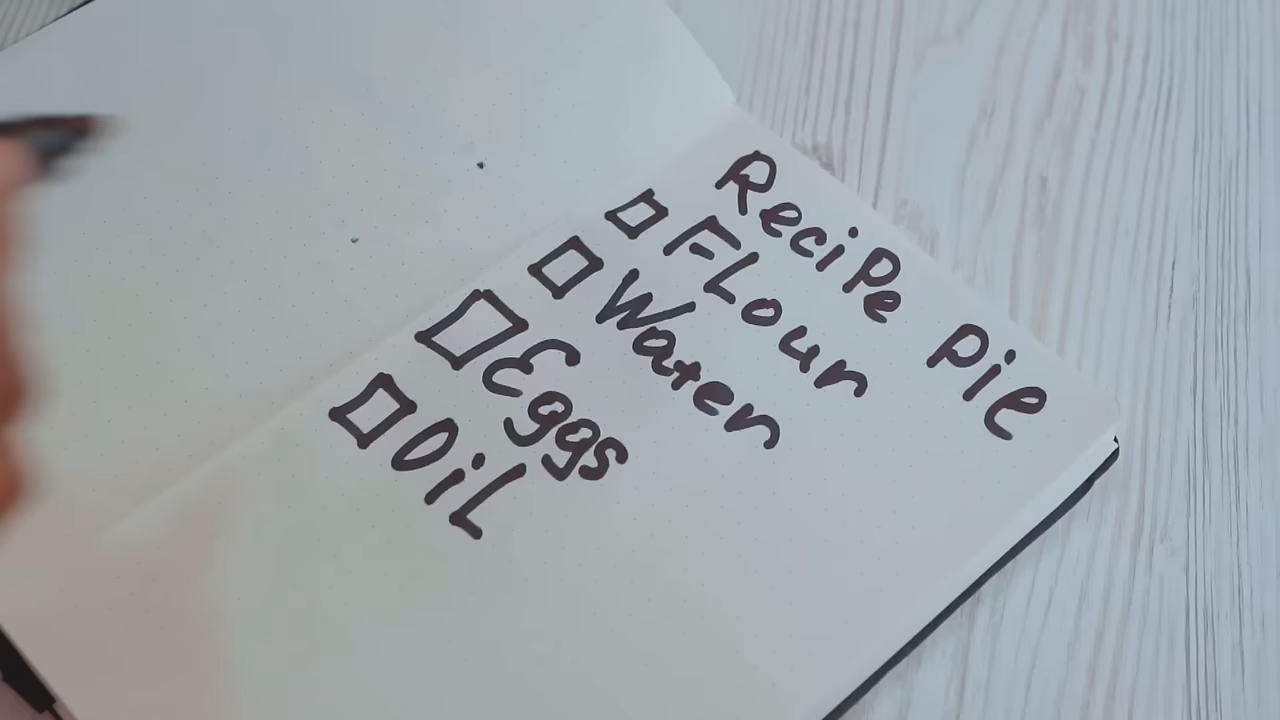 Recipe Pie
☐ Flour
☐ Water
☐ Eggs
☐ Oil